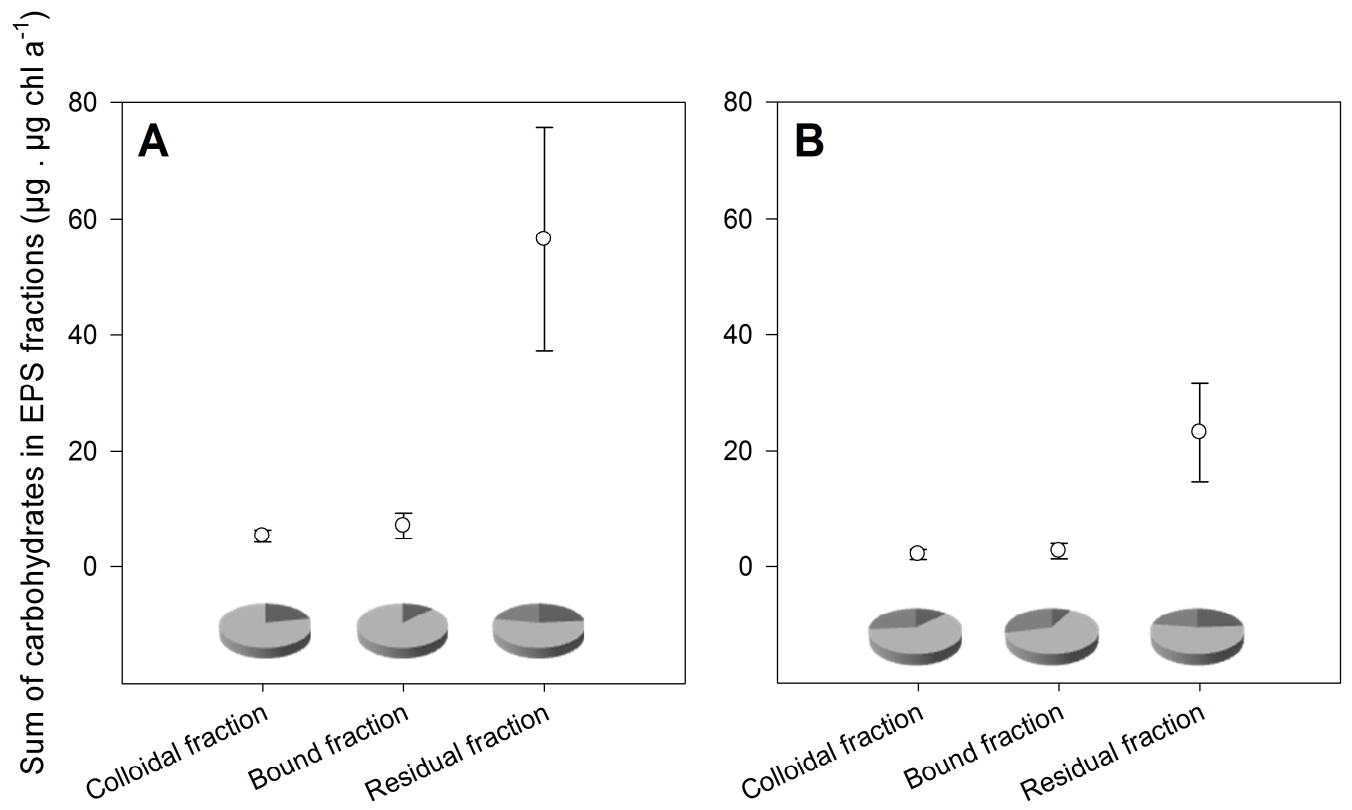 Sum of carbohydrates in EPS fractions (µg . µg chl a-1)
A
80
60
40
20
0
Colloidal fraction
Bound fraction
Residual fraction
B
80
60
40
20
0
Colloidal fraction
Bound fraction
Residual fraction